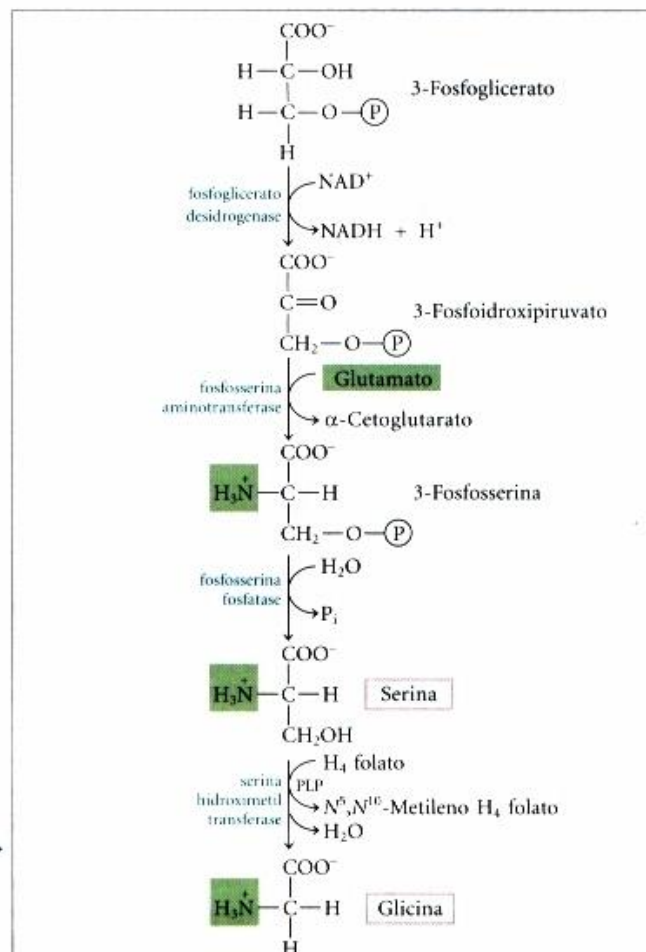 COO⁻
H—C—OH
3-Fosfoglicerato
H—C—O—P
H
fosfoglicerato
desidrogenase
NAD⁺
NADH + H⁺
COO⁻
C=O
3-Fosfoidroxipiruvato
CH₂—O—P
Glutamato
fosfosserina
aminotransferase
α-Cetoglutarato
COO⁻
H₃N⁺—C—H
3-Fosfosserina
CH₂—O—P
H₂O
fosfosserina
fosfatase
Pᵢ
COO⁻
H₃N⁺—C—H
Serina
CH₂OH
H₄ folato
serina
PLP
hidroximetil
transferase
N⁵,N¹⁰-Metileno H₄ folato
H₂O
COO⁻
H₃N⁺—C—H
Glicina
H